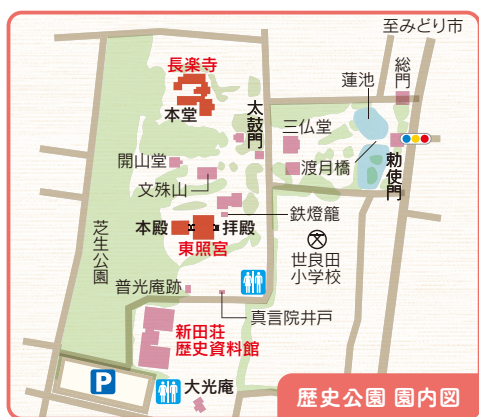 至みどり市
長楽寺
蓮池
総門
本堂
太鼓門
三仏堂
開山堂
渡月橋
勅使門
文殊山
鉄燈籠
本殿
拝殿
文
芝生公園
東照宮
世良田
小学校
普光庵跡
真言院井戸
新田荘
歴史資料館
P
大光庵
歴史公園 園内図